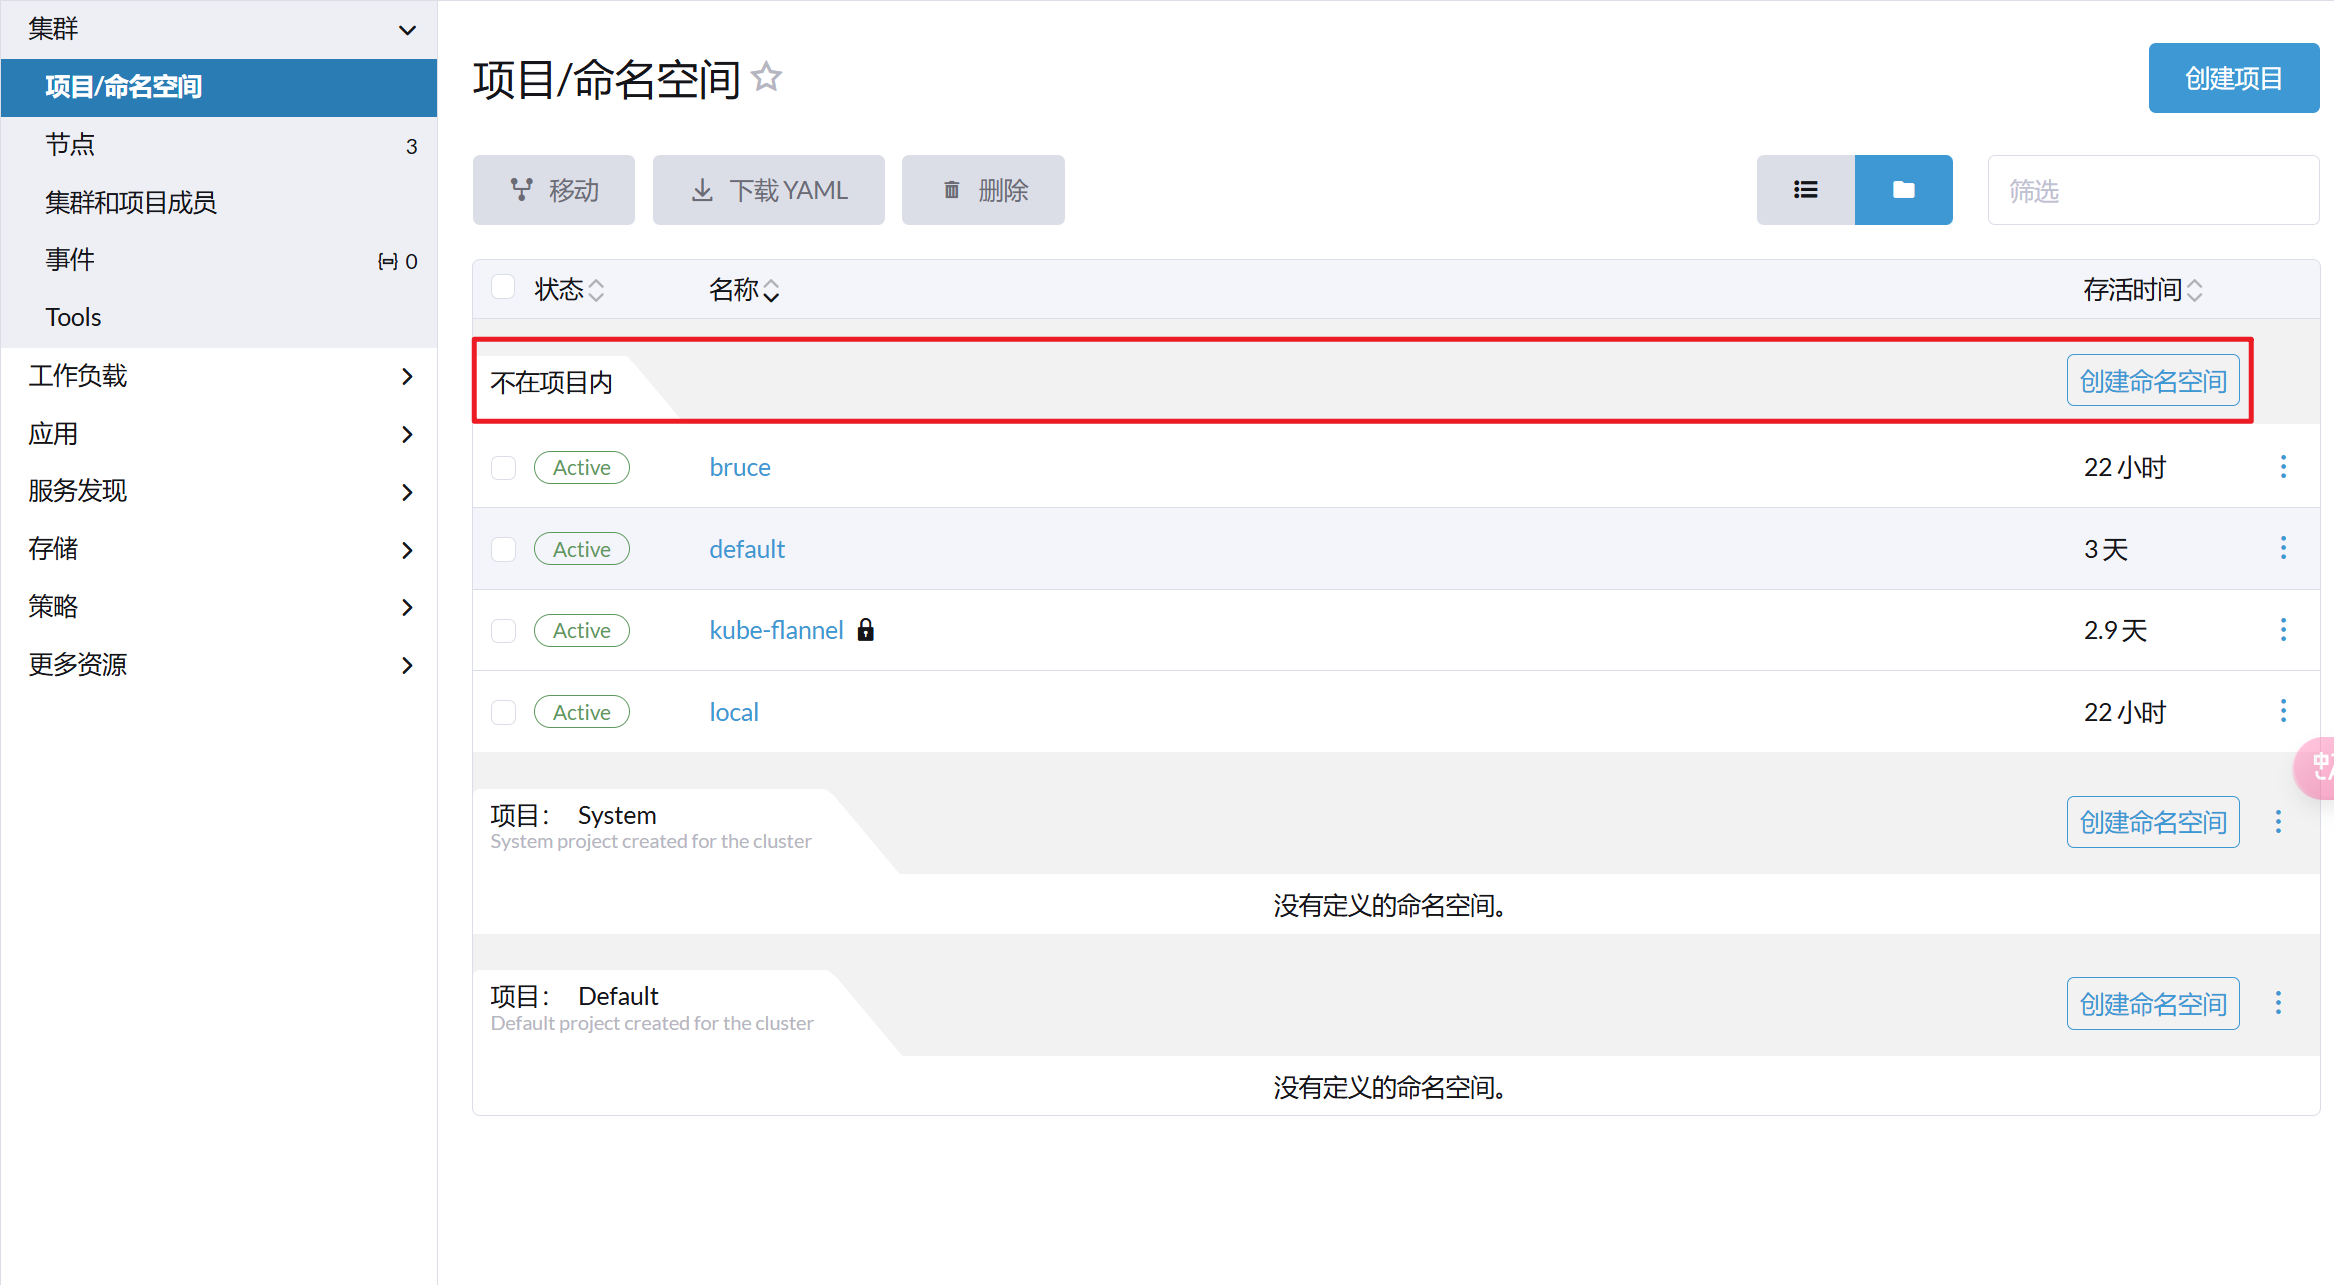 集群
项目/命名空间
节点 3
集群和项目成员
事件 0
Tools
工作负载
应用
服务发现
存储
策略
更多资源
项目/命名空间
创建项目
移动
下载 YAML
删除
筛选
状态 名称 存活时间
不在项目内 创建命名空间
Active bruce 22 小时
Active default 3 天
Active kube-flannel 2.9 天
Active local 22 小时
项目： System 创建命名空间
System project created for the cluster
没有定义的命名空间。
项目： Default 创建命名空间
Default project created for the cluster
没有定义的命名空间。